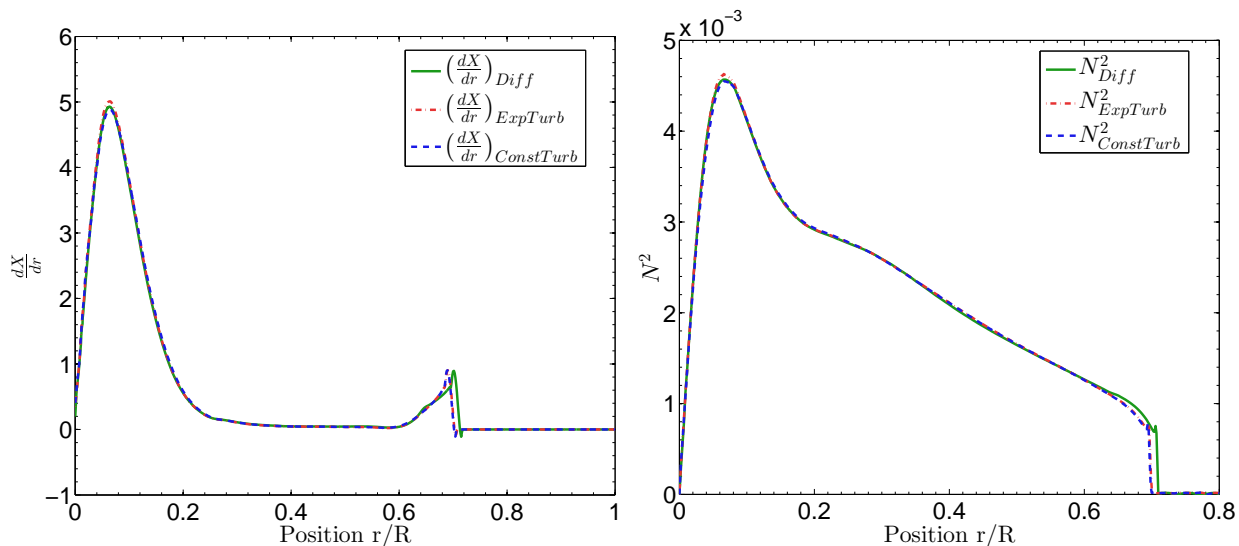 6
5
4
3
2
1
0
−1
0
0.2
0.4
0.6
0.8
1
dX/dr
Position r/R
(dX/dr)Diff
(dX/dr)ExpTurb
(dX/dr)ConstTurb
5
x 10−3
4
3
2
1
0
0
0.2
0.4
0.6
0.8
N2
Position r/R
N2Diff
N2ExpTurb
N2ConstTurb